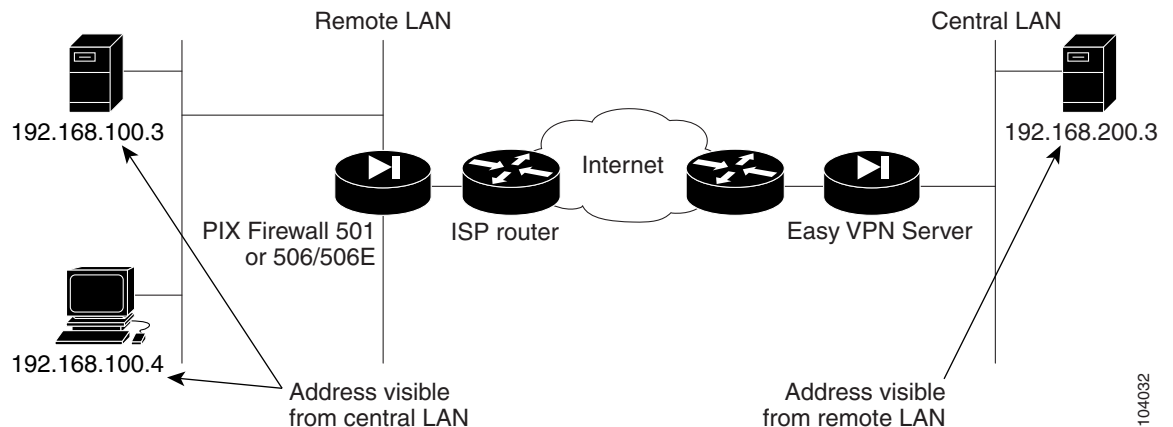 Remote LAN
Central LAN
192.168.100.3
192.168.200.3
Internet
PIX Firewall 501
or 506/506E
ISP router
Easy VPN Server
192.168.100.4
Address visible
from central LAN
Address visible
from remote LAN
104032